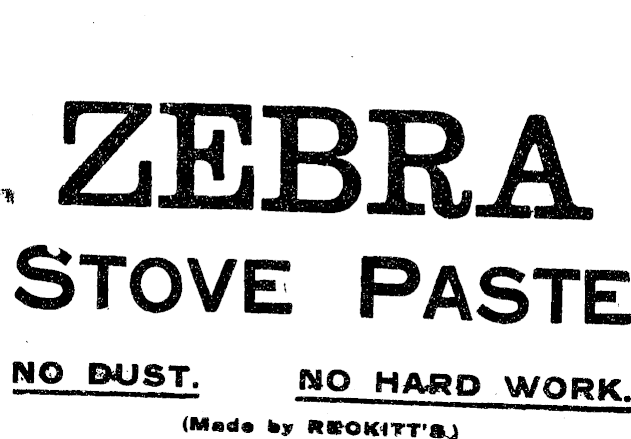 ZEBRA
STOVE PASTE
NO DUST. NO HARD WORK.
(Made by RECKITT'S.)